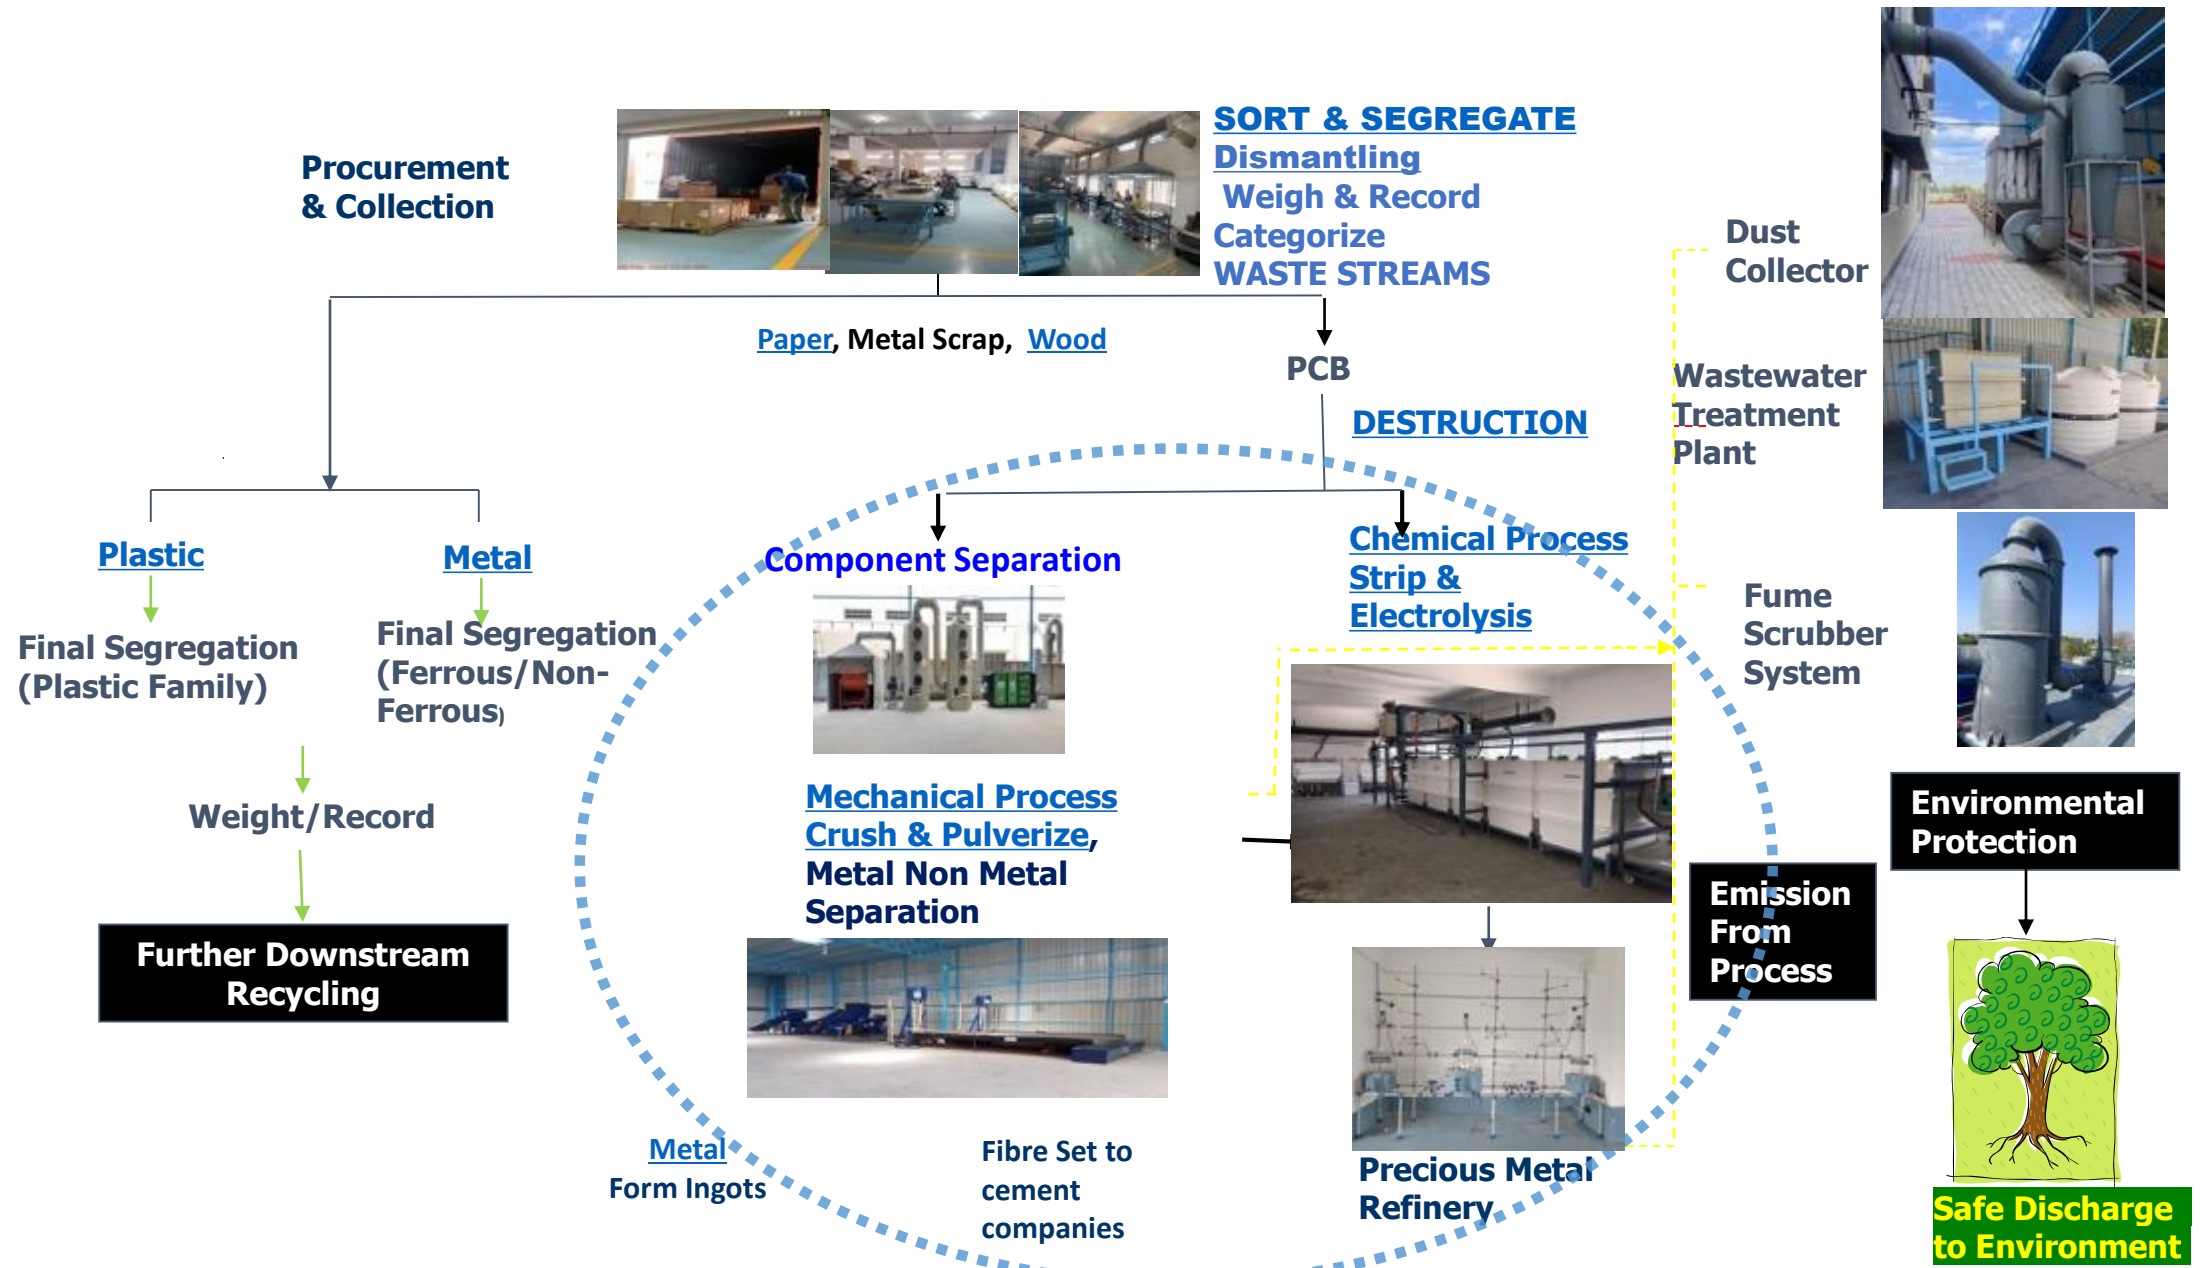 Procurement
& Collection
SORT & SEGREGATE
Dismantling
Weigh & Record
Categorize
WASTE STREAMS
Paper, Metal Scrap, Wood
PCB
DESTRUCTION
Dust
Collector
Wastewater
Treatment
Plant
Fume
Scrubber
System
Plastic
Metal
Final Segregation
(Plastic Family)
Final Segregation
(Ferrous/Non-
Ferrous)
Weight/Record
Further Downstream
Recycling
Component Separation
Chemical Process
Strip &
Electrolysis
Mechanical Process
Crush & Pulverize,
Metal Non Metal
Separation
Metal
Form Ingots
Fibre Set to
cement
companies
Precious Metal
Refinery
Emission
From
Process
Environmental
Protection
Safe Discharge
to Environment